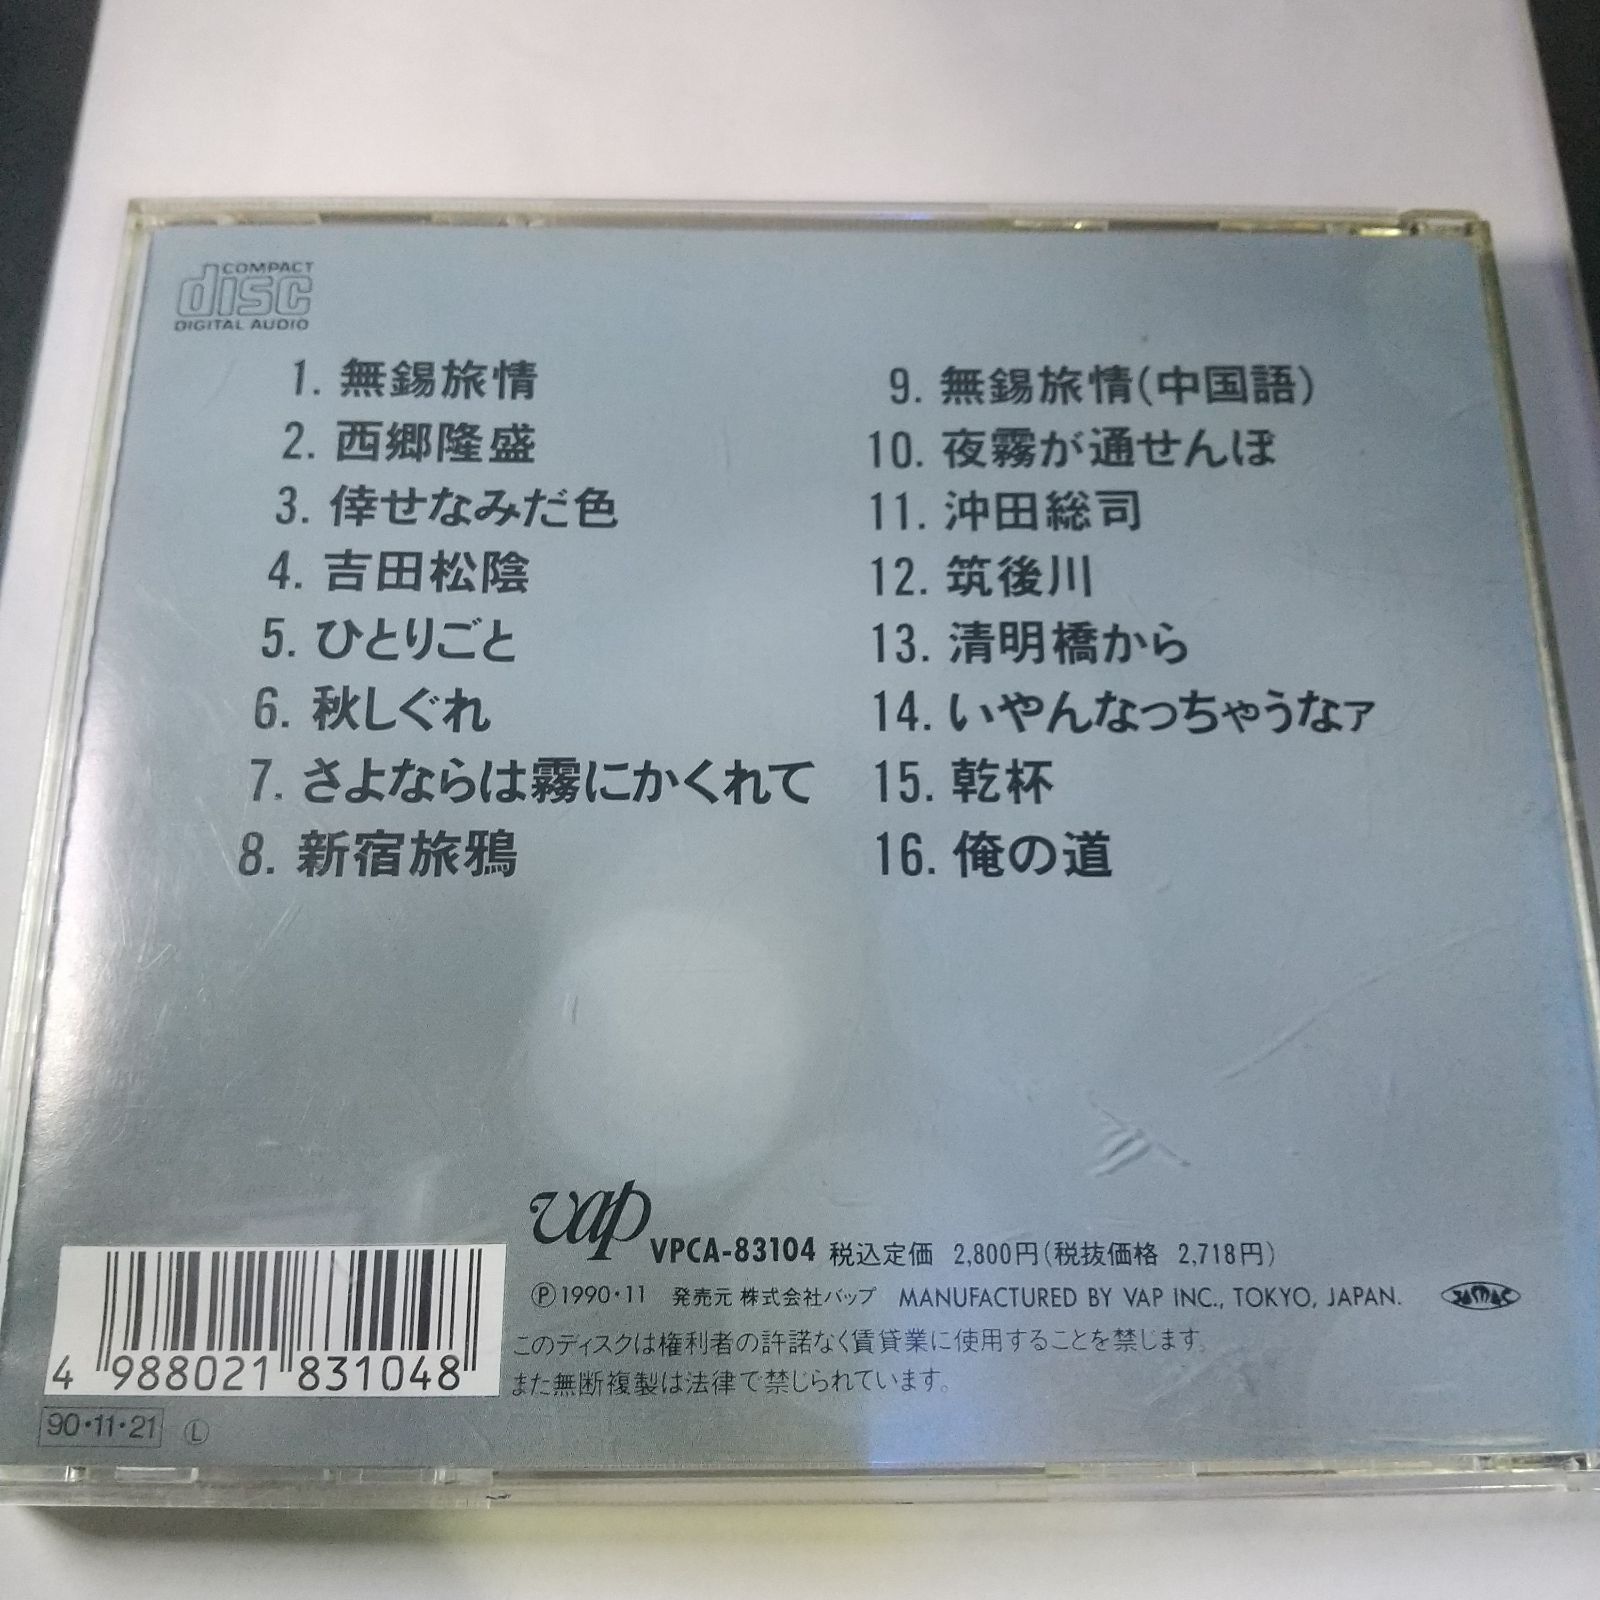 COMPACT
disc
DIGITAL AUDIO
1. 無錫旅情
2. 西郷隆盛
3. 倖せなみだ色
4. 吉田松陰
5. ひとりごと
6. 秋しぐれ
7. さよならは霧にかくれて
8. 新宿旅鴉
9. 無錫旅情(中国語)
10. 夜霧が通せんぼ
11. 沖田総司
12. 筑後川
13. 清明橋から
14. いやんなっちゃうなァ
15. 乾杯
16. 俺の道
vap
VPCA-83104 税込定価 2,800円(税抜価格 2,718円)
Ⓟ1990・11 発売元 株式会社バップ MANUFACTURED BY VAP INC., TOKYO, JAPAN.
このディスクは権利者の許諾なく賃貸業に使用することを禁じます。
また無断複製は法律で禁じられています。
4 988021 831048
90・11・21 Ⓛ